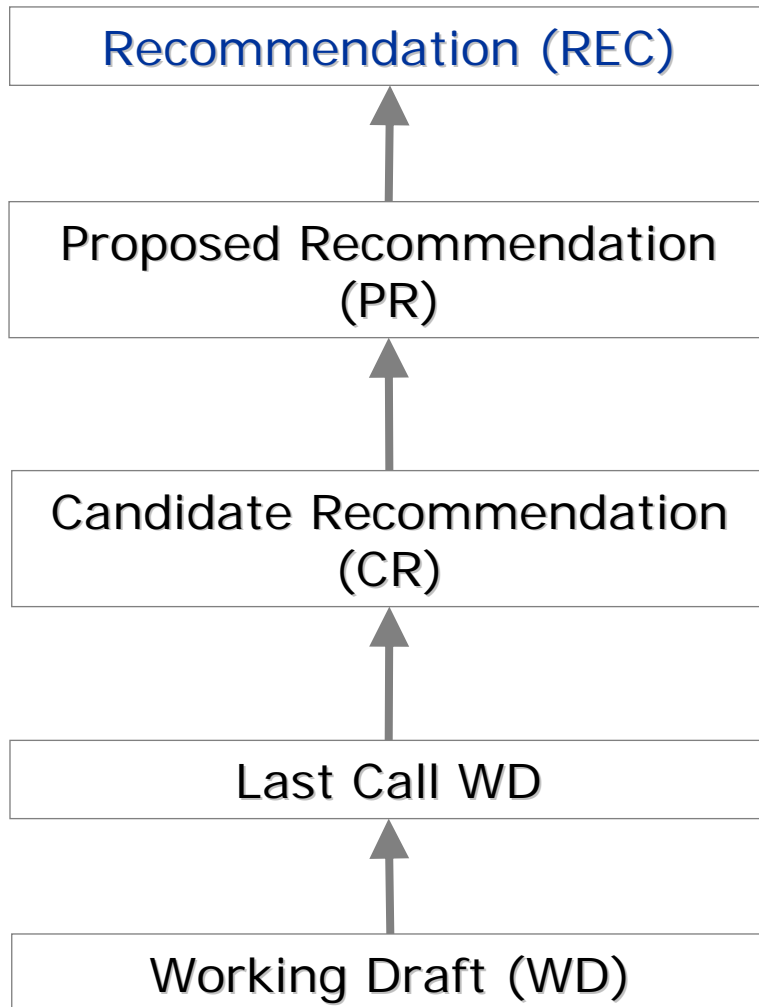 Recommendation (REC)
Proposed Recommendation
(PR)
Candidate Recommendation
(CR)
Last Call WD
Working Draft (WD)